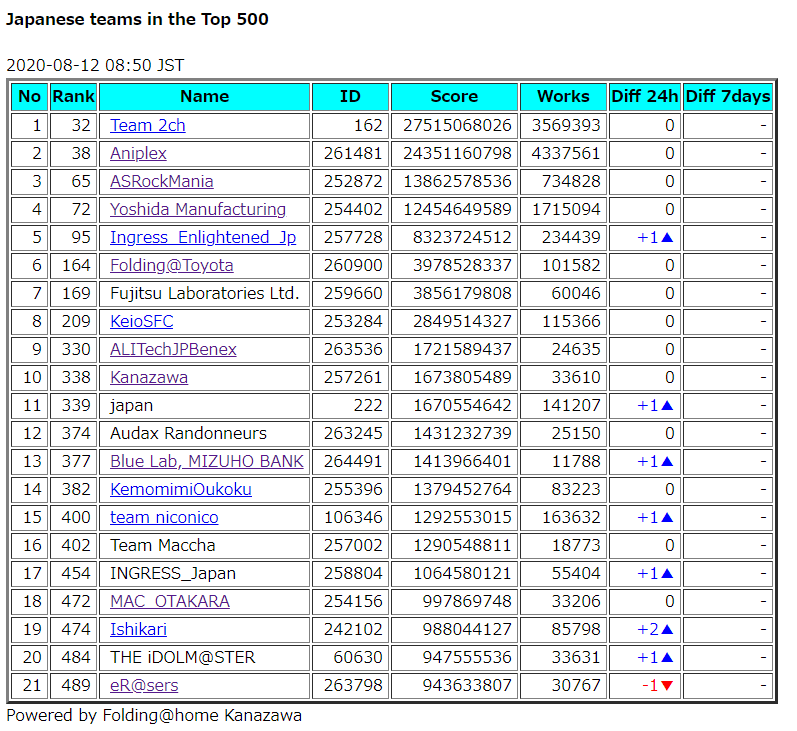 Japanese teams in the Top 500
2020-08-12 08:50 JST
No Rank Name ID Score Works Diff 24h Diff 7days
1 32 Team 2ch 162 27515068026 3569393 0 -
2 38 Aniplex 261481 24351160798 4337561 0 -
3 65 ASRockMania 252872 13862578536 734828 0 -
4 72 Yoshida Manufacturing 254402 12454649589 1715094 0 -
5 95 Ingress_Enlightened_Jp 257728 8323724512 234439 +1▲ -
6 164 Folding@Toyota 260900 3978528337 101582 0 -
7 169 Fujitsu Laboratories Ltd. 259660 3856179808 60046 0 -
8 209 KeioSFC 253284 2849514327 115366 0 -
9 330 ALITechJPBenex 263536 1721589437 24635 0 -
10 338 Kanazawa 257261 1673805489 33610 0 -
11 339 japan 222 1670554642 141207 +1▲ -
12 374 Audax Randonneurs 263245 1431232739 25150 0 -
13 377 Blue Lab, MIZUHO BANK 264491 1413966401 11788 +1▲ -
14 382 KemomimiOukoku 255396 1379452764 83223 0 -
15 400 team niconico 106346 1292553015 163632 +1▲ -
16 402 Team Maccha 257002 1290548811 18773 0 -
17 454 INGRESS_Japan 258804 1064580121 55404 +1▲ -
18 472 MAC_OTAKARA 254156 997869748 33206 0 -
19 474 Ishikari 242102 988044127 85798 +2▲ -
20 484 THE iDOLM@STER 60630 947555536 33631 +1▲ -
21 489 eR@sers 263798 943633807 30767 -1▼ -
Powered by Folding@home Kanazawa